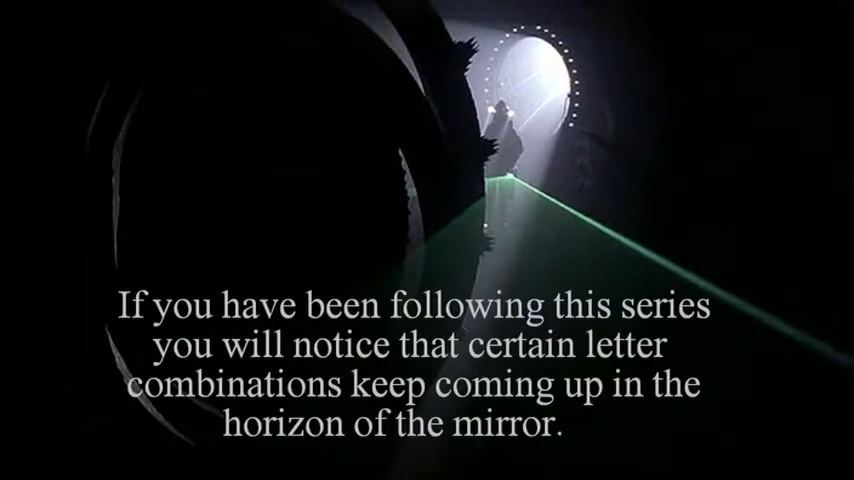 If you have been following this series
you will notice that certain letter
combinations keep coming up in the
horizon of the mirror.